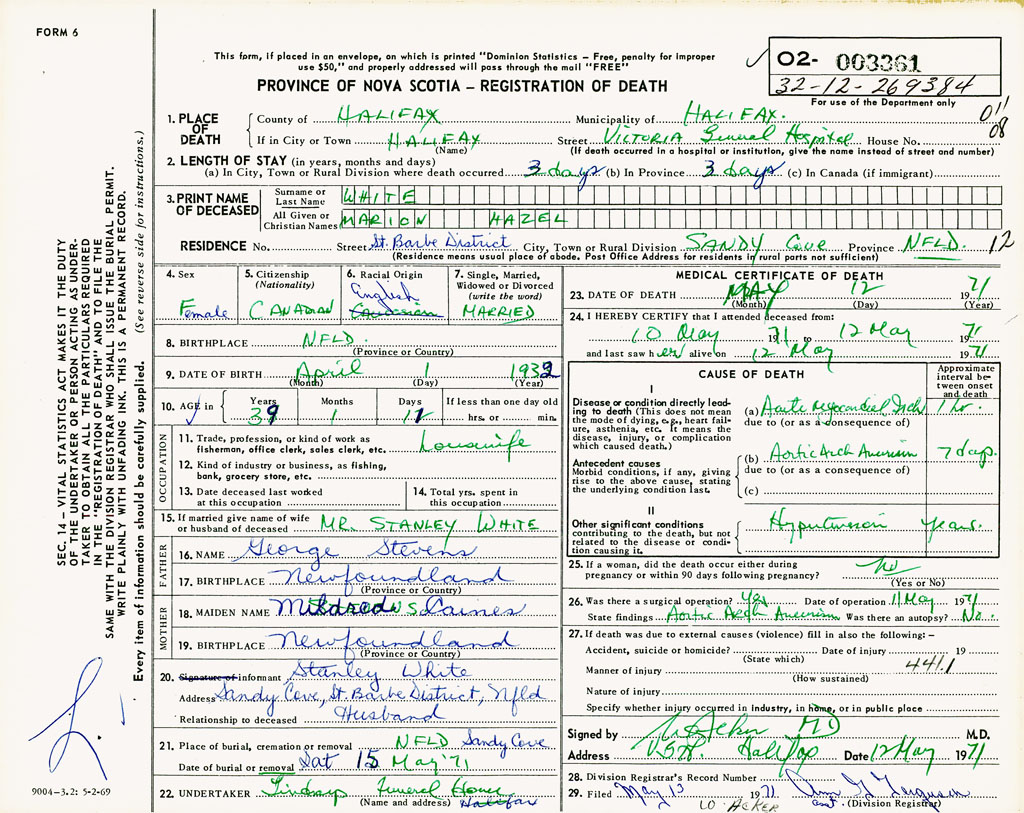 FORM 6
This form, if placed in an envelope, on which is printed "Dominion Statistics – Free, penalty for improper
use $50," and properly addressed will pass through the mail "FREE"
PROVINCE OF NOVA SCOTIA – REGISTRATION OF DEATH
02- 003361
32-12-269384
For use of the Department only
011
08
1. PLACE OF DEATH
County of HALIFAX Municipality of HALIFAX.
If in City or Town HALIFAX (Name) Street VICTORIA General Hospital House No.
(If death occurred in a hospital or institution, give the name instead of street and number)
2. LENGTH OF STAY (in years, months and days)
(a) In City, Town or Rural Division where death occurred 3 days (b) In Province 3 days (c) In Canada (if immigrant)
3. PRINT NAME OF DECEASED
Surname or Last Name WHITE
All Given or Christian Names MARION HAZEL
RESIDENCE No. Street St. Barbe District City, Town or Rural Division SANDY Cove Province NFLD. 12
(Residence means usual place of abode. Post Office Address for residents in rural parts not sufficient)
4. Sex
Female
5. Citizenship
(Nationality)
CANADIAN
6. Racial Origin
English
7. Single, Married,
Widowed or Divorced
(write the word)
MARRIED
8. BIRTHPLACE NFLD.
(Province or Country)
9. DATE OF BIRTH April 1 1932
(Month) (Day) (Year)
10. AGE in Years 39 Months 1 Days 11 If less than one day old
hrs. or min.
OCCUPATION
11. Trade, profession, or kind of work as
fisherman, office clerk, sales clerk, etc. housewife
12. Kind of industry or business, as fishing,
bank, grocery store, etc.
13. Date deceased last worked
at this occupation
14. Total yrs. spent in
this occupation
15. If married give name of wife
or husband of deceased MR. STANLEY WHITE
FATHER
16. NAME George Stevens
17. BIRTHPLACE Newfoundland
(Province or Country)
MOTHER
18. MAIDEN NAME Mildred Caines
19. BIRTHPLACE Newfoundland
(Province or Country)
20. Signature of informant Stanley White
Address Sandy Cove, St. Barbe District, Nfld
Relationship to deceased Husband
21. Place of burial, cremation or removal NFLD Sandy Cove
Date of burial or removal Sat 15 May '71
22. UNDERTAKER Funeral Home
(Name and address) Halifax
MEDICAL CERTIFICATE OF DEATH
23. DATE OF DEATH MAY 12 1971
(Month) (Day) (Year)
24. I HEREBY CERTIFY that I attended deceased from:
10 May 71 to 12 May 1971
and last saw her alive on 12 May 1971
CAUSE OF DEATH
Approximate
interval be-
tween onset
and death
I
Disease or condition directly lead-
ing to death (This does not mean
the mode of dying, e.g., heart fail-
ure, asthenia, etc. It means the
disease, injury, or complication
which caused death.)
(a) Acute myocardial Isch 1 hr.
due to (or as a consequence of)
Antecedent causes
Morbid conditions, if any, giving
rise to the above cause, stating
the underlying condition last.
(b) Aortic Arch Aneurism 7 days.
due to (or as a consequence of)
(c)
II
Other significant conditions
contributing to the death, but not
related to the disease or condi-
tion causing it.
Hypertension years.
25. If a woman, did the death occur either during
pregnancy or within 90 days following pregnancy? No
(Yes or No)
26. Was there a surgical operation? Yes Date of operation 11 May 1971
State findings Aortic Arch Aneurism Was there an autopsy? No.
27. If death was due to external causes (violence) fill in also the following: –
Accident, suicide or homicide? Date of injury 19
(State which)
Manner of injury 441.1
(How sustained)
Nature of injury
Specify whether injury occurred in industry, in home, or in public place
Signed by Acker MD M.D.
Address V.G.H. Halifax Date 12 May 1971
28. Division Registrar's Record Number
29. Filed May 13 1971 Ann G Ferguson
(Division Registrar)
LO. ACKER
SEC. 14 – VITAL STATISTICS ACT MAKES IT THE DUTY
OF THE UNDERTAKER OR PERSON ACTING AS UNDER-
TAKER TO OBTAIN ALL THE PARTICULARS REQUIRED
IN THE "REGISTRATION OF DEATH" AND TO FILE THE
SAME WITH THE DIVISION REGISTRAR WHO SHALL ISSUE THE BURIAL PERMIT.
WRITE PLAINLY WITH UNFADING INK. THIS IS A PERMANENT RECORD.
Every item of information should be carefully supplied. (See reverse side for instructions.)
9004-3.2: 5-2-69